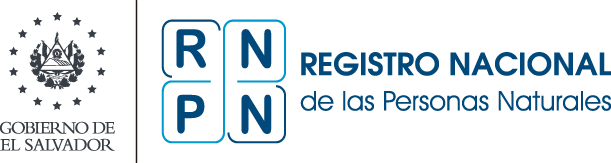 GOBIERNO DE
EL SALVADOR
R N
P N
REGISTRO NACIONAL
de las Personas Naturales